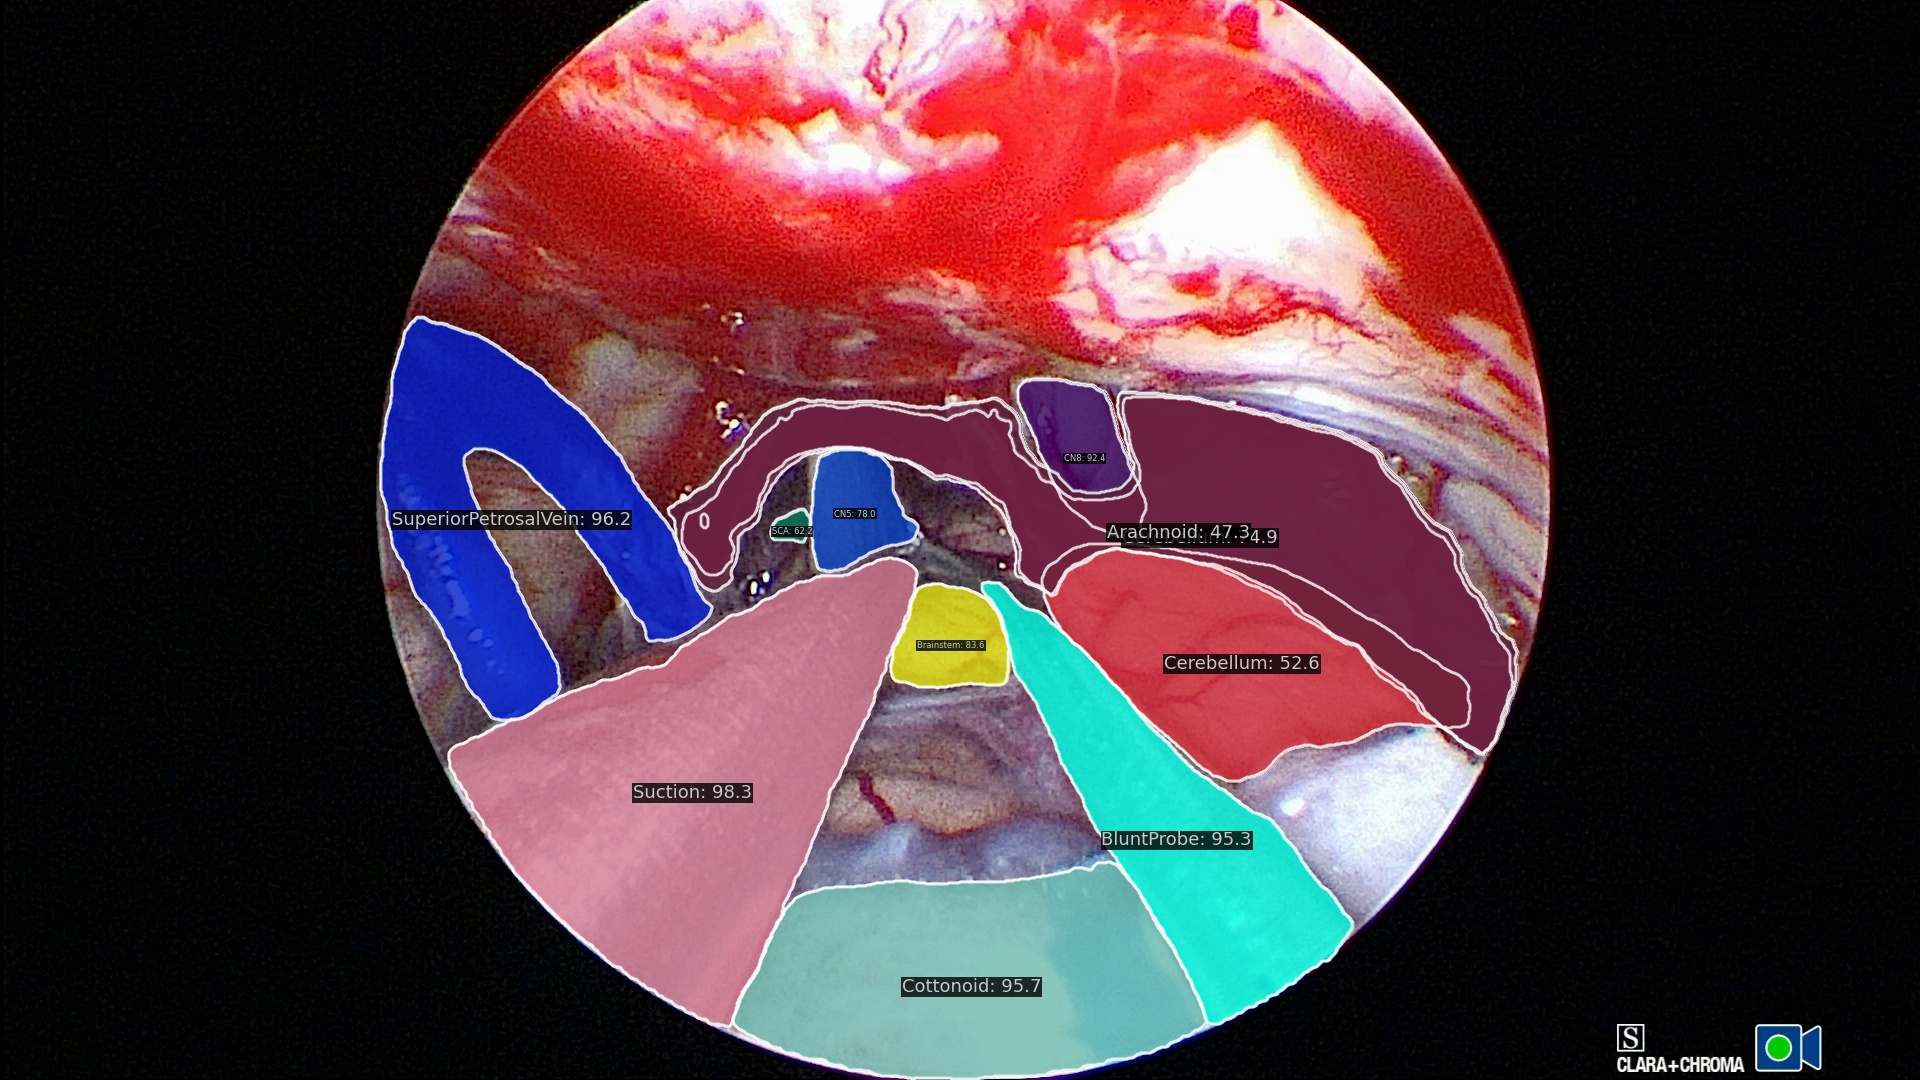 CN8: 92.4
CN5: 78.0
SuperiorPetrosalVein: 96.2
SCA: 62.2
Arachnoid: 47.3
4.9
Brainstem: 83.6
Cerebellum: 52.6
Suction: 98.3
BluntProbe: 95.3
Cottonoid: 95.7
S
CLARA+CHROMA